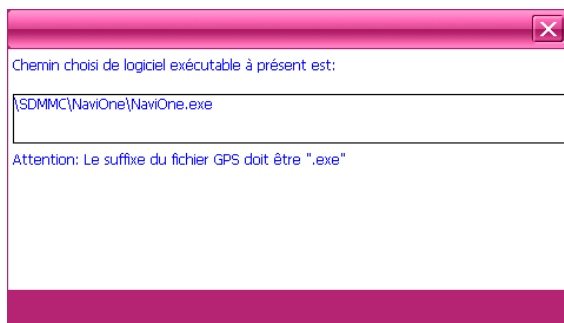 Chemin choisi de logiciel exécutable à présent est:
\SDMMC\NaviOne\NaviOne.exe
Attention: Le suffixe du fichier GPS doit être ".exe"